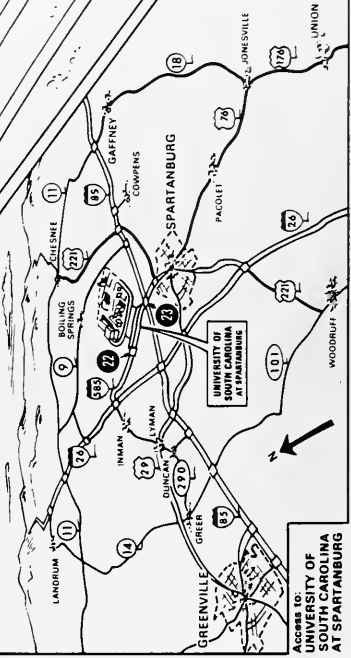 UNION
176
JONESVILLE
18
76
PACOLET
GAFFNEY
COWPENS
SPARTANBURG
11
85
CHESNEE
221
26
221
BOILING
SPRINGS
9
22
23
585
UNIVERSITY OF
SOUTH CAROLINA
AT SPARTANBURG
101
WOODRUFF
N
26
INMAN
LYMAN
29
DUNCAN
290
11
LANDRUM
14
GREER
85
GREENVILLE
Access to:
UNIVERSITY OF
SOUTH CAROLINA
AT SPARTANBURG